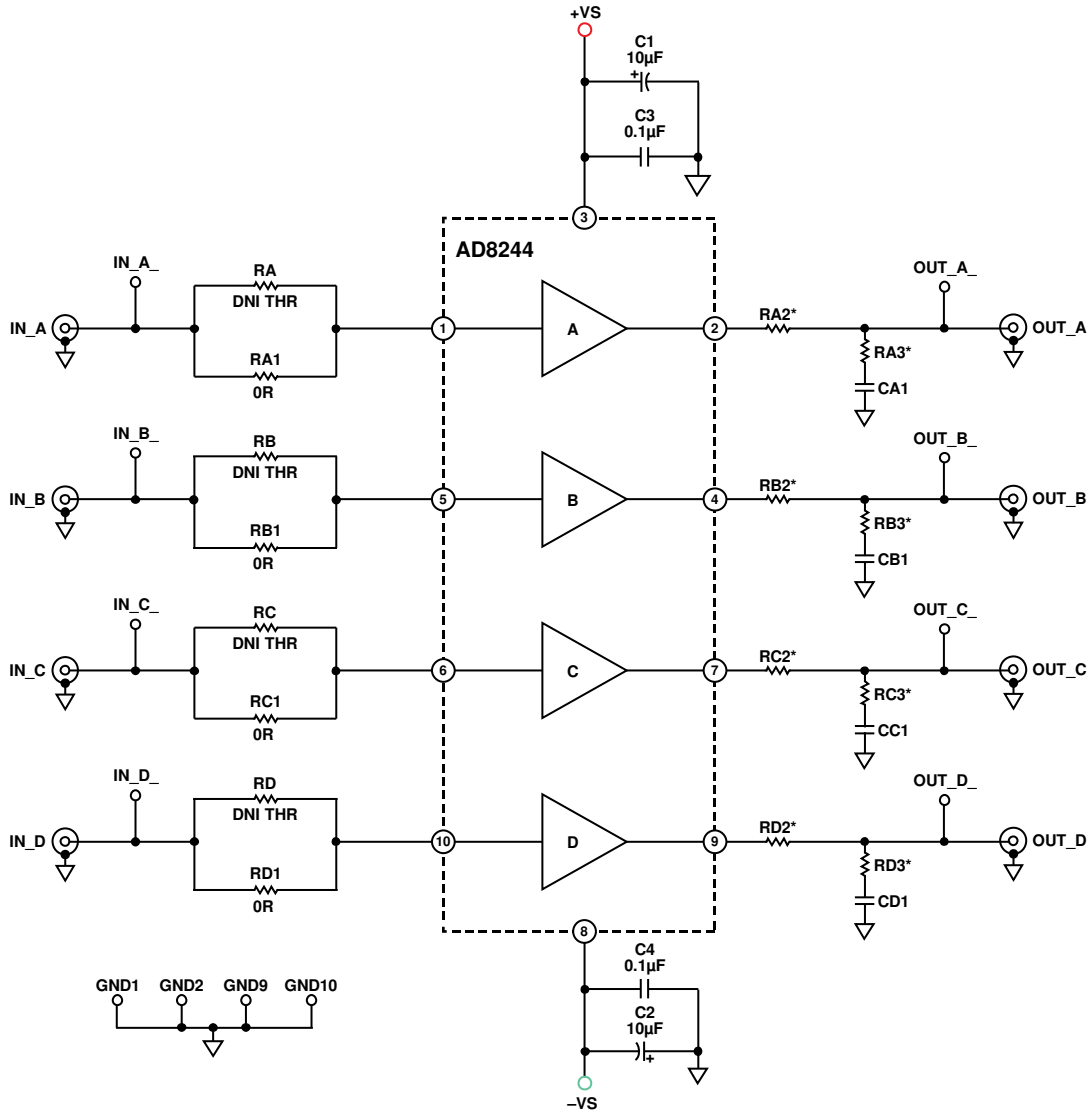 +VS
C1
10µF
+
C3
0.1µF
3
AD8244
IN_A_
RA
DNI THR
OUT_A_
IN_A
1
A
2
RA2*
OUT_A
RA3*
RA1
0R
CA1
IN_B_
RB
DNI THR
OUT_B_
IN_B
5
B
4
RB2*
OUT_B
RB3*
RB1
0R
CB1
IN_C_
RC
DNI THR
OUT_C_
IN_C
6
C
7
RC2*
OUT_C
RC3*
RC1
0R
CC1
IN_D_
RD
DNI THR
OUT_D_
IN_D
10
D
9
RD2*
OUT_D
RD3*
RD1
0R
CD1
8
C4
0.1µF
GND1 GND2 GND9 GND10
C2
10µF
+
–VS